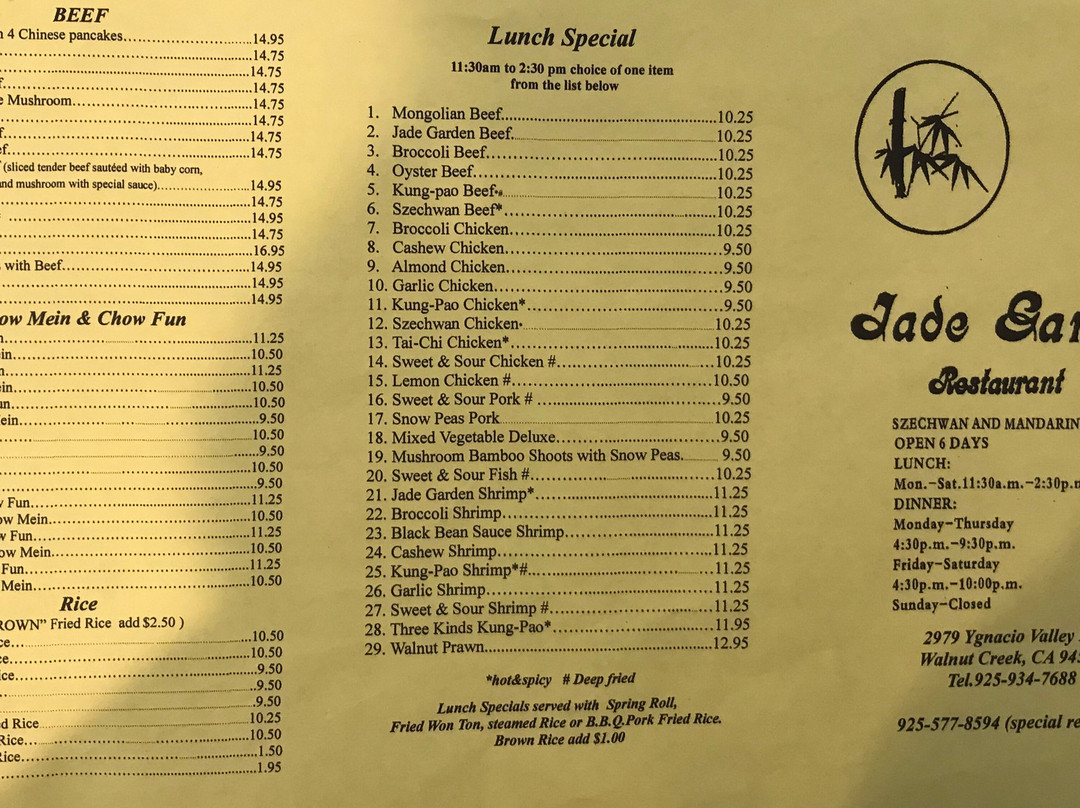 BEEF
4 Chinese pancakes..........14.95
14.75
14.75
14.75
Mushroom..........14.75
14.75
14.75
14.75
(sliced tender beef sautéed with baby corn,
and mushroom with special sauce)..........14.95
14.75
14.95
14.75
16.95
with Beef..........14.95
14.95
14.95
ow Mein & Chow Fun
11.25
10.50
11.25
10.50
10.50
9.50
10.50
9.50
10.50
9.50
Fun..........11.25
ow Mein..........10.50
Fun..........11.25
ow Mein..........10.50
Fun..........11.25
Mein..........10.50
Rice
ROWN” Fried Rice add $2.50 )
10.50
10.50
9.50
9.50
9.50
d Rice..........10.25
Rice..........10.50
Rice..........1.50
1.95
Lunch Special
11:30am to 2:30 pm choice of one item
from the list below
1. Mongolian Beef..........10.25
2. Jade Garden Beef..........10.25
3. Broccoli Beef..........10.25
4. Oyster Beef..........10.25
5. Kung-pao Beef*..........10.25
6. Szechwan Beef*..........10.25
7. Broccoli Chicken..........10.25
8. Cashew Chicken..........9.50
9. Almond Chicken..........9.50
10. Garlic Chicken..........9.50
11. Kung-Pao Chicken*..........9.50
12. Szechwan Chicken*..........10.25
13. Tai-Chi Chicken*..........10.25
14. Sweet & Sour Chicken #..........10.25
15. Lemon Chicken #..........10.50
16. Sweet & Sour Pork #..........9.50
17. Snow Peas Pork..........10.25
18. Mixed Vegetable Deluxe..........9.50
19. Mushroom Bamboo Shoots with Snow Peas..........9.50
20. Sweet & Sour Fish #..........10.25
21. Jade Garden Shrimp*..........11.25
22. Broccoli Shrimp..........11.25
23. Black Bean Sauce Shrimp..........11.25
24. Cashew Shrimp..........11.25
25. Kung-Pao Shrimp*#..........11.25
26. Garlic Shrimp..........11.25
27. Sweet & Sour Shrimp #..........11.25
28. Three Kinds Kung-Pao*..........11.95
29. Walnut Prawn..........12.95
*hot&spicy # Deep fried
Lunch Specials served with Spring Roll,
Fried Won Ton, steamed Rice or B.B.Q.Pork Fried Rice.
Brown Rice add $1.00
Jade Gar
Restaurant
SZECHWAN AND MANDARIN
OPEN 6 DAYS
LUNCH:
Mon.-Sat.11:30a.m.-2:30p.m
DINNER:
Monday-Thursday
4:30p.m.-9:30p.m.
Friday-Saturday
4:30p.m.-10:00p.m.
Sunday-Closed
2979 Ygnacio Valley
Walnut Creek, CA 945
Tel.925-934-7688
925-577-8594 (special re